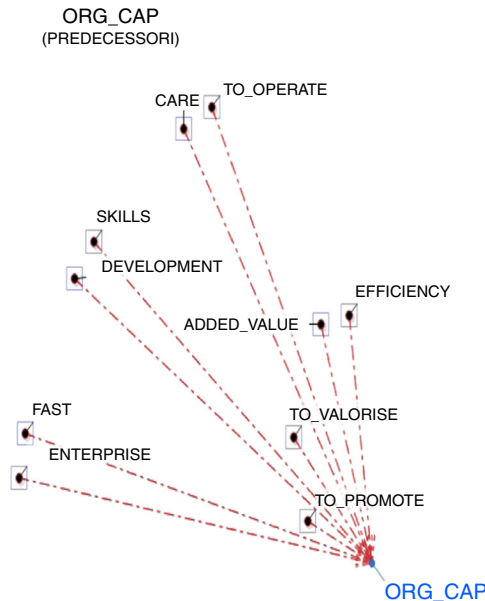 ORG_CAP
(PREDECESSORI)
TO_OPERATE
CARE
SKILLS
DEVELOPMENT
EFFICIENCY
ADDED_VALUE
FAST
TO_VALORISE
ENTERPRISE
TO_PROMOTE
ORG_CAP